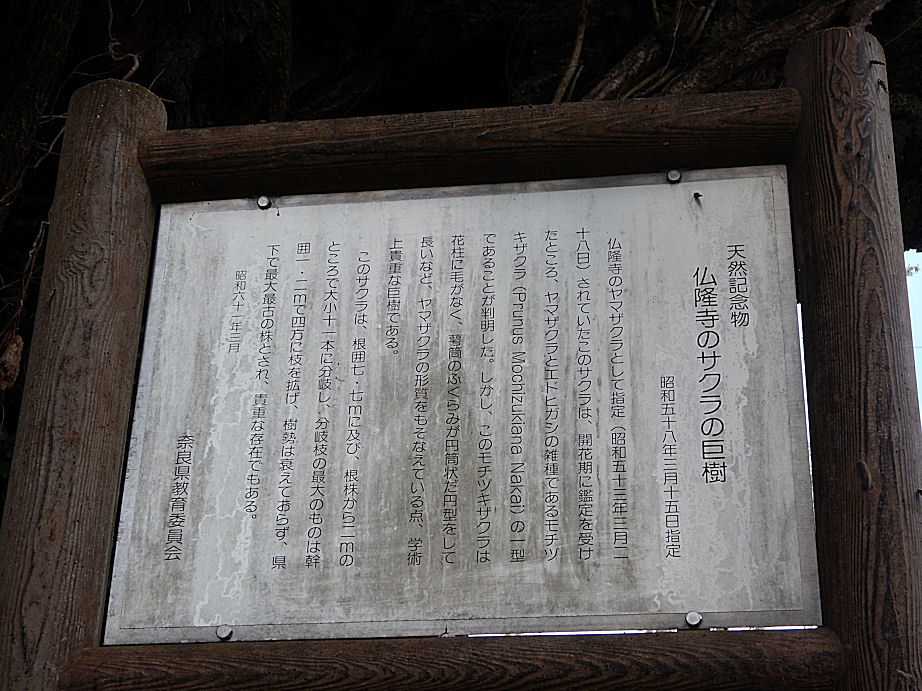 天然記念物
仏隆寺のサクラの巨樹
昭和五十八年三月十五日指定
仏隆寺のヤマザクラとして指定（昭和五十三年三月二
十八日）されていたこのサクラは、開花期に鑑定を受け
たところ、ヤマザクラとエドヒガシの雑種であるモチヅ
キザクラ（Prunus Mochizukiana Nakai）の一型
であることが判明した。しかし、このモチヅキザクラは
花柱に毛がなく、萼筒のふくらみが円筒状だ円型をして
長いなど、ヤマザクラの形質をもそなえている点、学術
上貴重な巨樹である。
このサクラは、根囲七・七mに及び、根株から二mの
ところで大小十一本に分岐し、分岐枝の最大のものは幹
囲一・二mで四方に枝を拡げ、樹勢は衰えておらず、県
下で最大最古の株とされ、貴重な存在でもある。
昭和六十一年三月
奈良県教育委員会